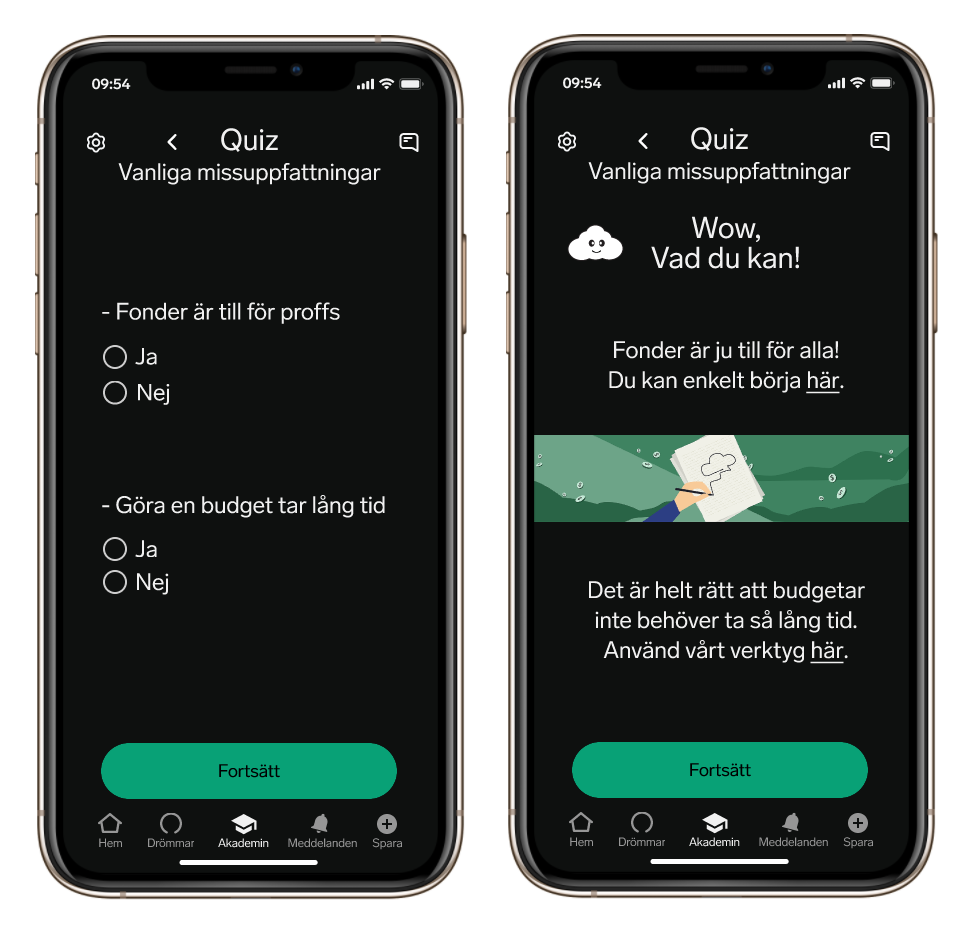 09:54
Quiz
Vanliga missuppfattningar
- Fonder är till för proffs
Ja
Nej
- Göra en budget tar lång tid
Ja
Nej
Fortsätt
Hem Drömmar Akademin Meddelanden Spara
09:54
Quiz
Vanliga missuppfattningar
Wow,
Vad du kan!
Fonder är ju till för alla!
Du kan enkelt börja här.
Det är helt rätt att budgetar
inte behöver ta så lång tid.
Använd vårt verktyg här.
Fortsätt
Hem Drömmar Akademin Meddelanden Spara